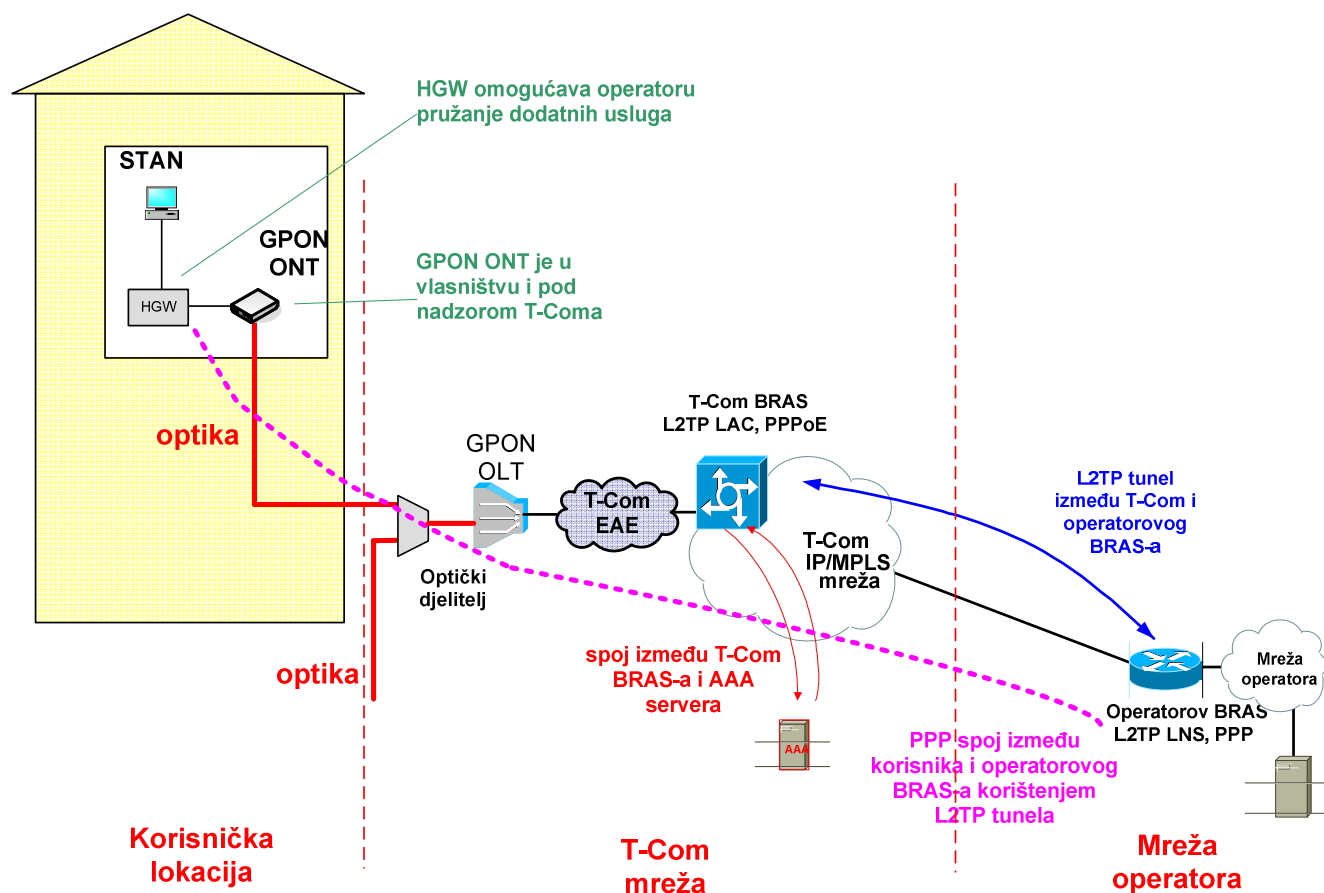 HGW omogućava operatoru
pružanje dodatnih usluga
STAN
GPON
ONT
HGW
GPON ONT je u
vlasništvu i pod
nadzorom T-Coma
optika
optika
Optički
djelitelj
GPON
OLT
T-Com
EAE
T-Com BRAS
L2TP LAC, PPPoE
T-Com
IP/MPLS
mreža
L2TP tunel
između T-Com i
operatorovog
BRAS-a
spoj između T-Com
BRAS-a i AAA
servera
AAA
Mreža
operatora
Operatorov BRAS
L2TP LNS, PPP
PPP spoj između
korisnika i operatorovog
BRAS-a korištenjem
L2TP tunela
Korisnička
lokacija
T-Com
mreža
Mreža
operatora